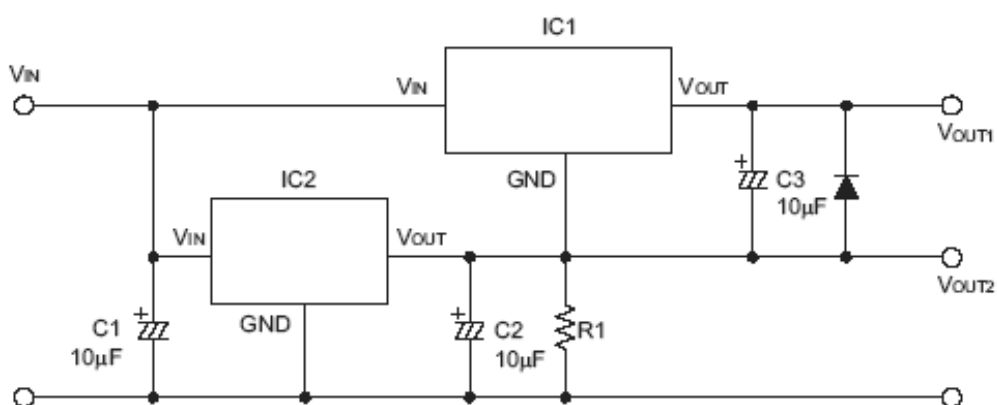 IC1
VIN
VIN
VOUT
VOUT1
GND
C3
10μF
IC2
VIN
VOUT
VOUT2
GND
C1
10μF
C2
10μF
R1